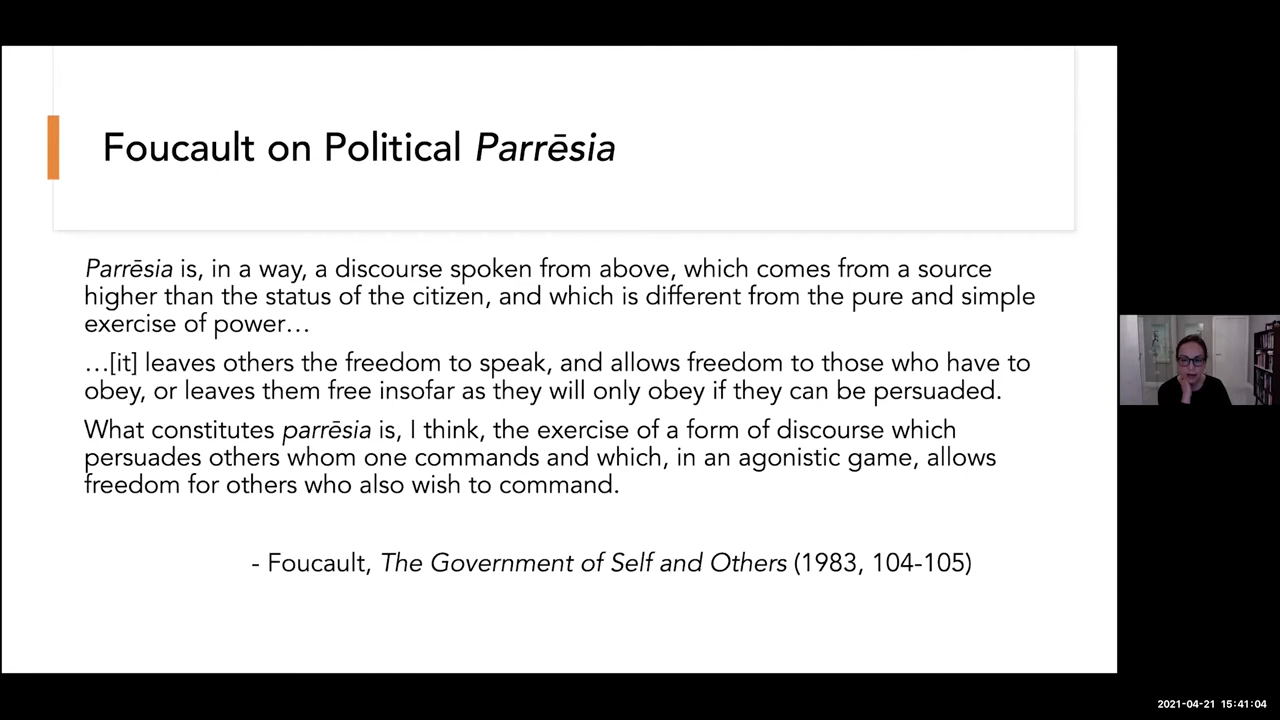 Foucault on Political Parrēsia
Parrēsia is, in a way, a discourse spoken from above, which comes from a source
higher than the status of the citizen, and which is different from the pure and simple
exercise of power…
…[it] leaves others the freedom to speak, and allows freedom to those who have to
obey, or leaves them free insofar as they will only obey if they can be persuaded.
What constitutes parrēsia is, I think, the exercise of a form of discourse which
persuades others whom one commands and which, in an agonistic game, allows
freedom for others who also wish to command.
- Foucault, The Government of Self and Others (1983, 104-105)
2021-04-21 15:41:04